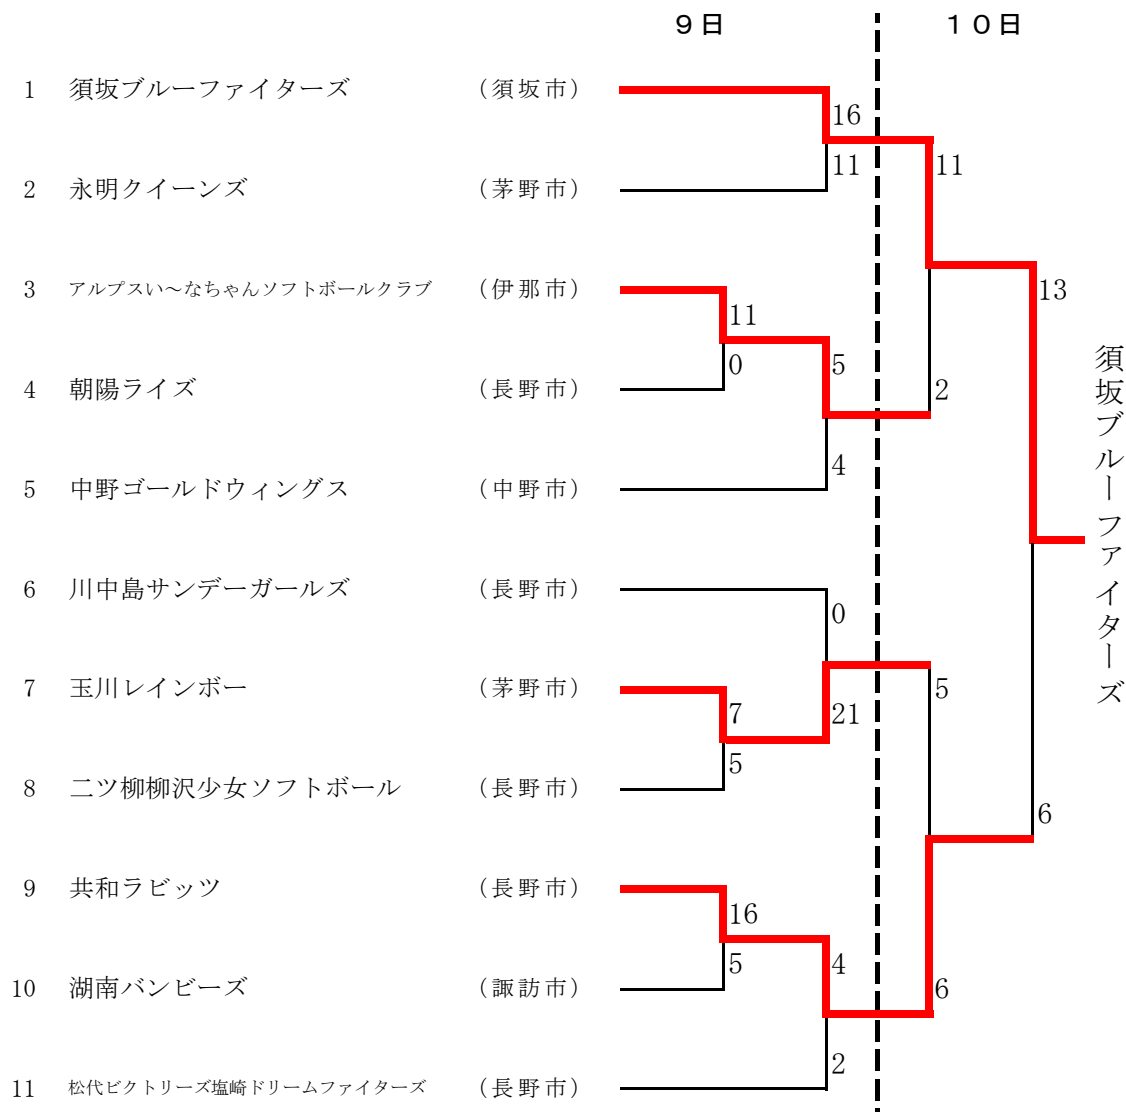 ９日 １０日
1 須坂ブルーファイターズ （須坂市）
16
11
11
2 永明クイーンズ （茅野市）
3 アルプスい～なちゃんソフトボールクラブ （伊那市）
13
11
0
5
2
4 朝陽ライズ （長野市）
須坂ブルーファイターズ
4
5 中野ゴールドウィングス （中野市）
6 川中島サンデーガールズ （長野市）
0
7 玉川レインボー （茅野市）
5
7
21
5
8 二ツ柳柳沢少女ソフトボール （長野市）
6
9 共和ラビッツ （長野市）
16
5
4
10 湖南バンビーズ （諏訪市）
6
2
11 松代ビクトリーズ塩崎ドリームファイターズ （長野市）